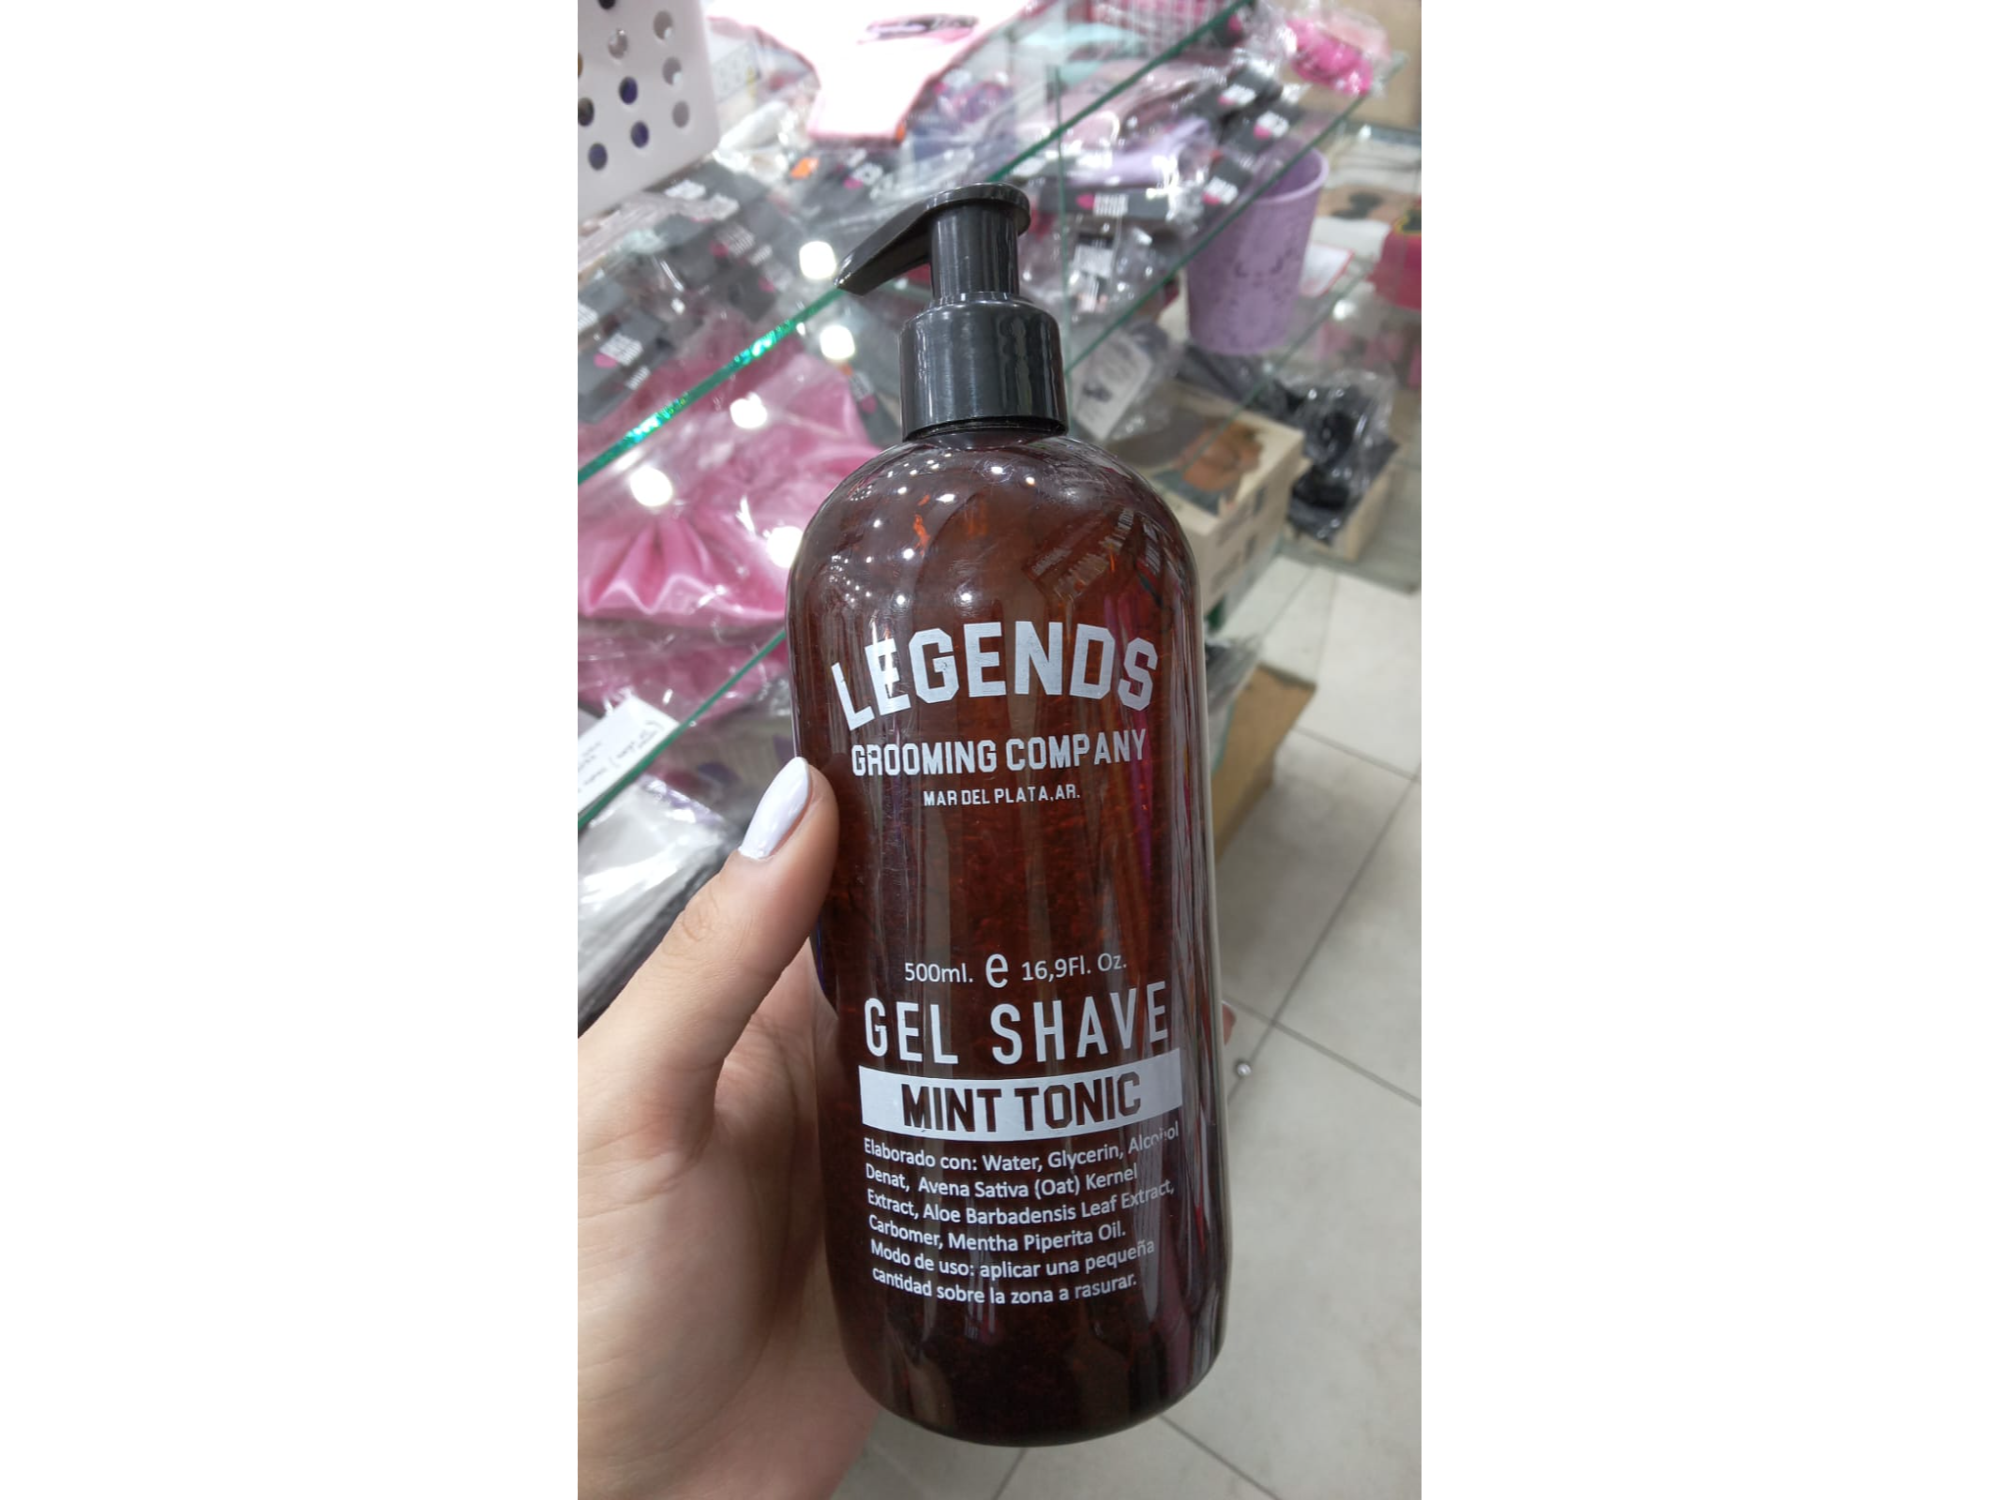 LEGENDS
GROOMING COMPANY
MAR DEL PLATA, AR.
500ml. e 16,9Fl. Oz.
GEL SHAVE
MINT TONIC
Elaborado con: Water, Glycerin, Alcohol
Denat, Avena Sativa (Oat) Kernel
Extract, Aloe Barbadensis Leaf Extract,
Carbomer, Mentha Piperita Oil.
Modo de uso: aplicar una pequeña
cantidad sobre la zona a rasurar.